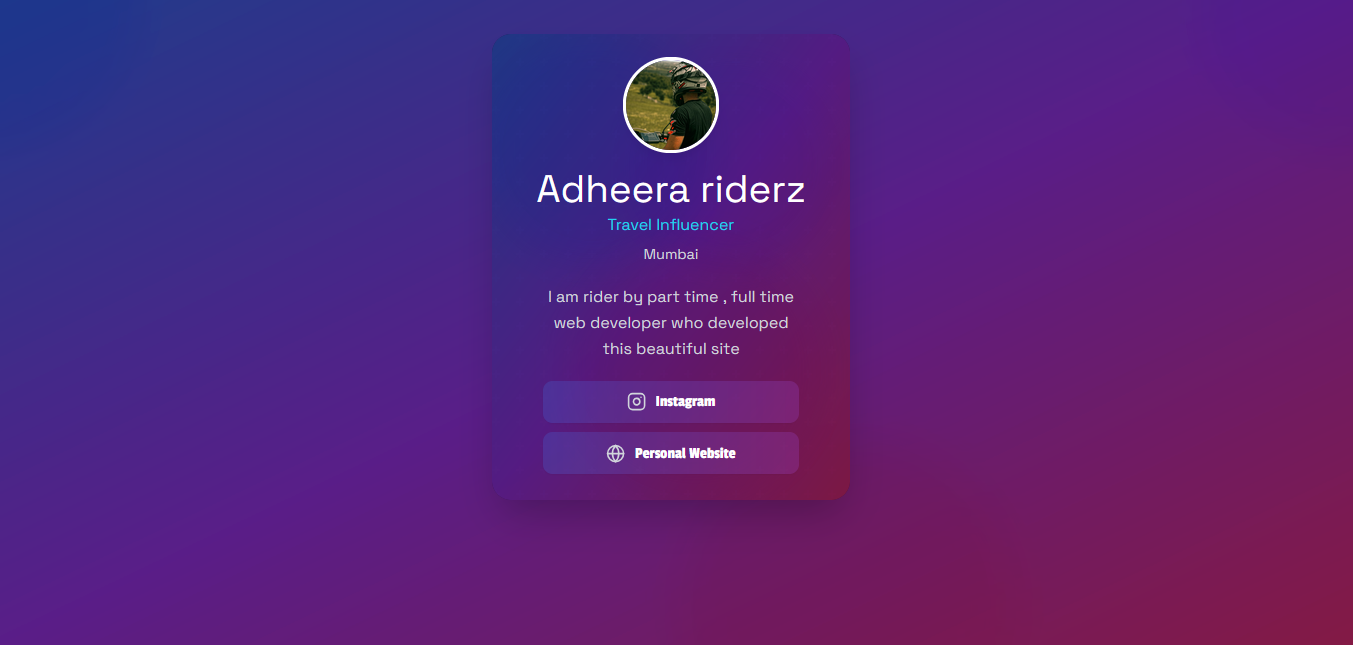 Adheera riderz
Travel Influencer
Mumbai
I am rider by part time , full time
web developer who developed
this beautiful site
Instagram
Personal Website